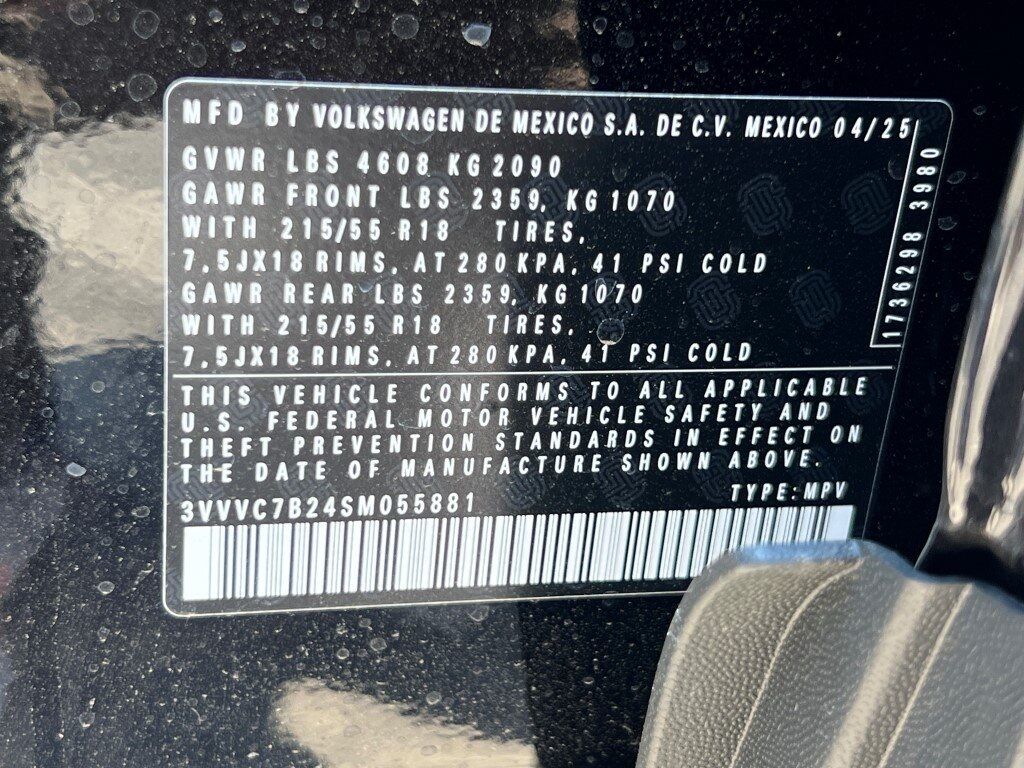 MFD BY VOLKSWAGEN DE MEXICO S.A. DE C.V. MEXICO 04/25
GVWR LBS 4608 KG 2090
GAWR FRONT LBS 2359, KG 1070
WITH 215/55 R18 TIRES,
7,5JX18 RIMS, AT 280 KPA, 41 PSI COLD
GAWR REAR LBS 2359, KG 1070
WITH 215/55 R18 TIRES,
7,5JX18 RIMS, AT 280 KPA, 41 PSI COLD
1736298 3980
THIS VEHICLE CONFORMS TO ALL APPLICABLE
U.S. FEDERAL MOTOR VEHICLE SAFETY AND
THEFT PREVENTION STANDARDS IN EFFECT ON
THE DATE OF MANUFACTURE SHOWN ABOVE.
3VVVC7B24SM055881 TYPE: MPV